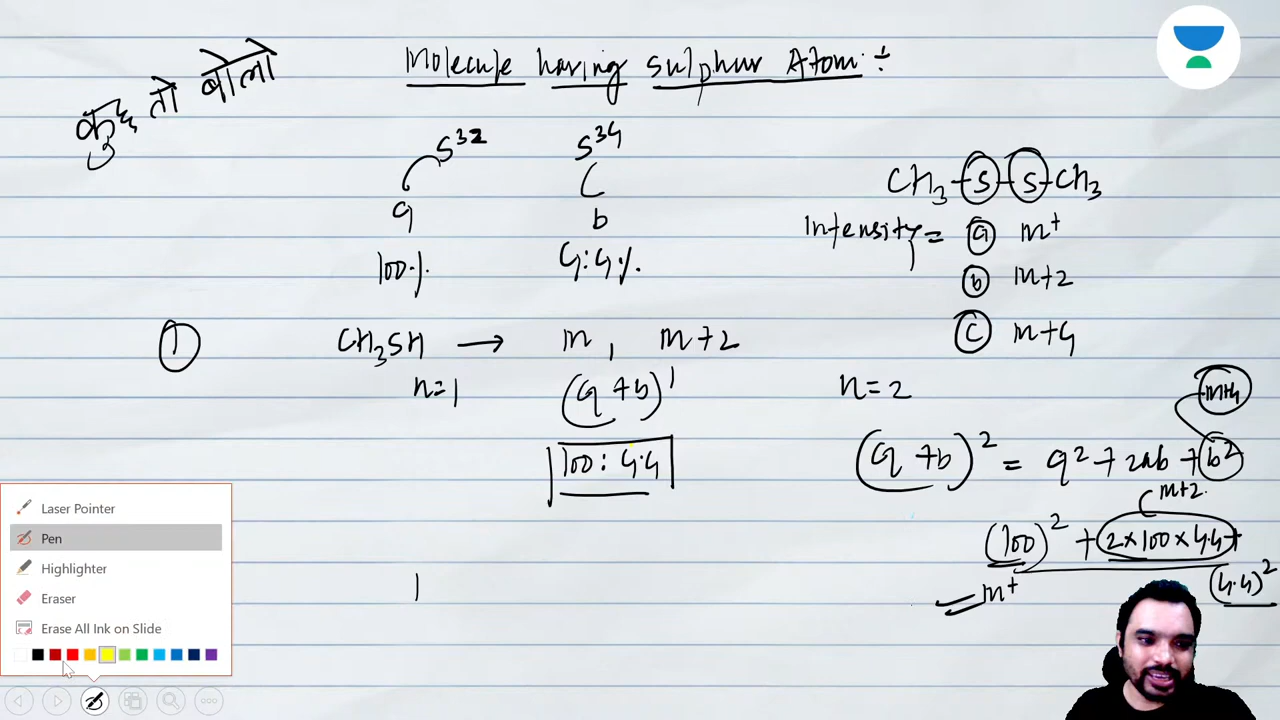 कुछ तो बोलो
Molecule having Sulphur Atom :-
S³² S³⁴
a b
100% 4.4%
① CH₃SH → m, m+2
n=1 (a+b)¹
100 : 4.4
CH₃-S-S-CH₃
Intensity = a m⁺
b m+2
c m+4
n=2
m+4
(a+b)² = a²+2ab+b²
m+2
(100)² + 2×100×4.4 +
(4.4)²
m⁺
Laser Pointer
Pen
Highlighter
Eraser
Erase All Ink on Slide